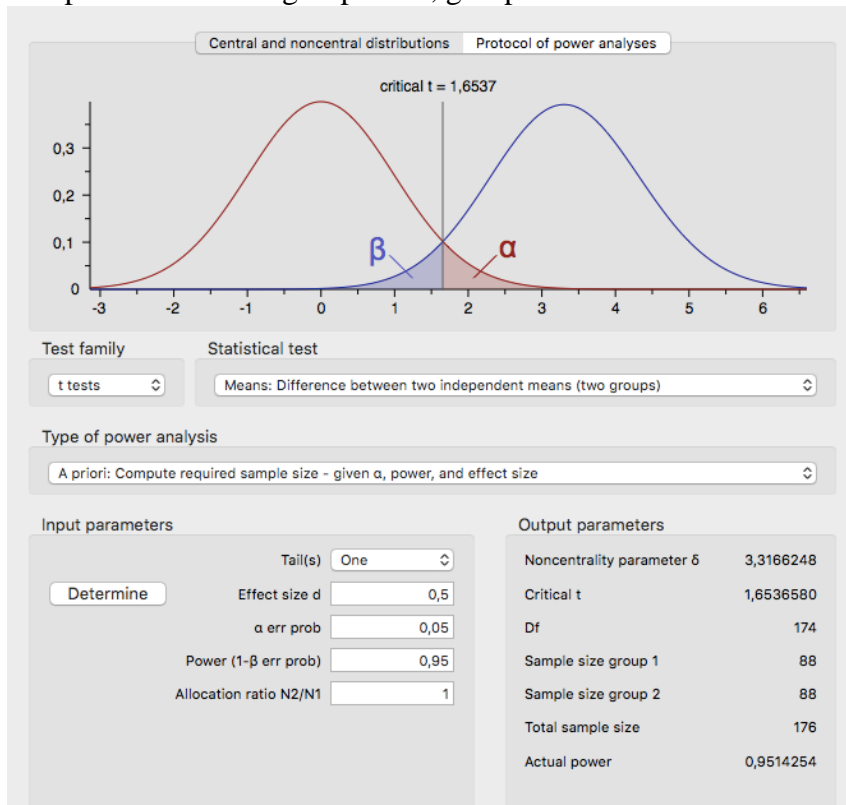 Central and noncentral distributions Protocol of power analyses
critical t = 1,6537
0,3
0,2
0,1
0
β α
-3 -2 -1 0 1 2 3 4 5 6
Test family Statistical test
t tests Means: Difference between two independent means (two groups)
Type of power analysis
A priori: Compute required sample size - given α, power, and effect size
Input parameters Output parameters
Tail(s) One Noncentrality parameter δ 3,3166248
Determine Effect size d 0,5 Critical t 1,6536580
α err prob 0,05 Df 174
Power (1-β err prob) 0,95 Sample size group 1 88
Allocation ratio N2/N1 1 Sample size group 2 88
Total sample size 176
Actual power 0,9514254